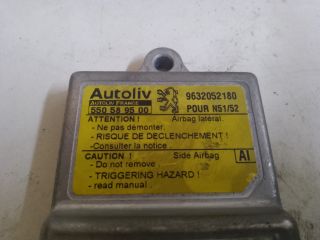 Autoliv
AUTOLIV FRANCE
550 58 95 00
9632052180
POUR N51/52
ATTENTION ! Airbag latéral.
- Ne pas démonter.
- RISQUE DE DECLENCHEMENT !
-Consulter la notice .
CAUTION ! Side Airbag
- Do not remove .
- TRIGGERING HAZARD !
- read manual .
AI